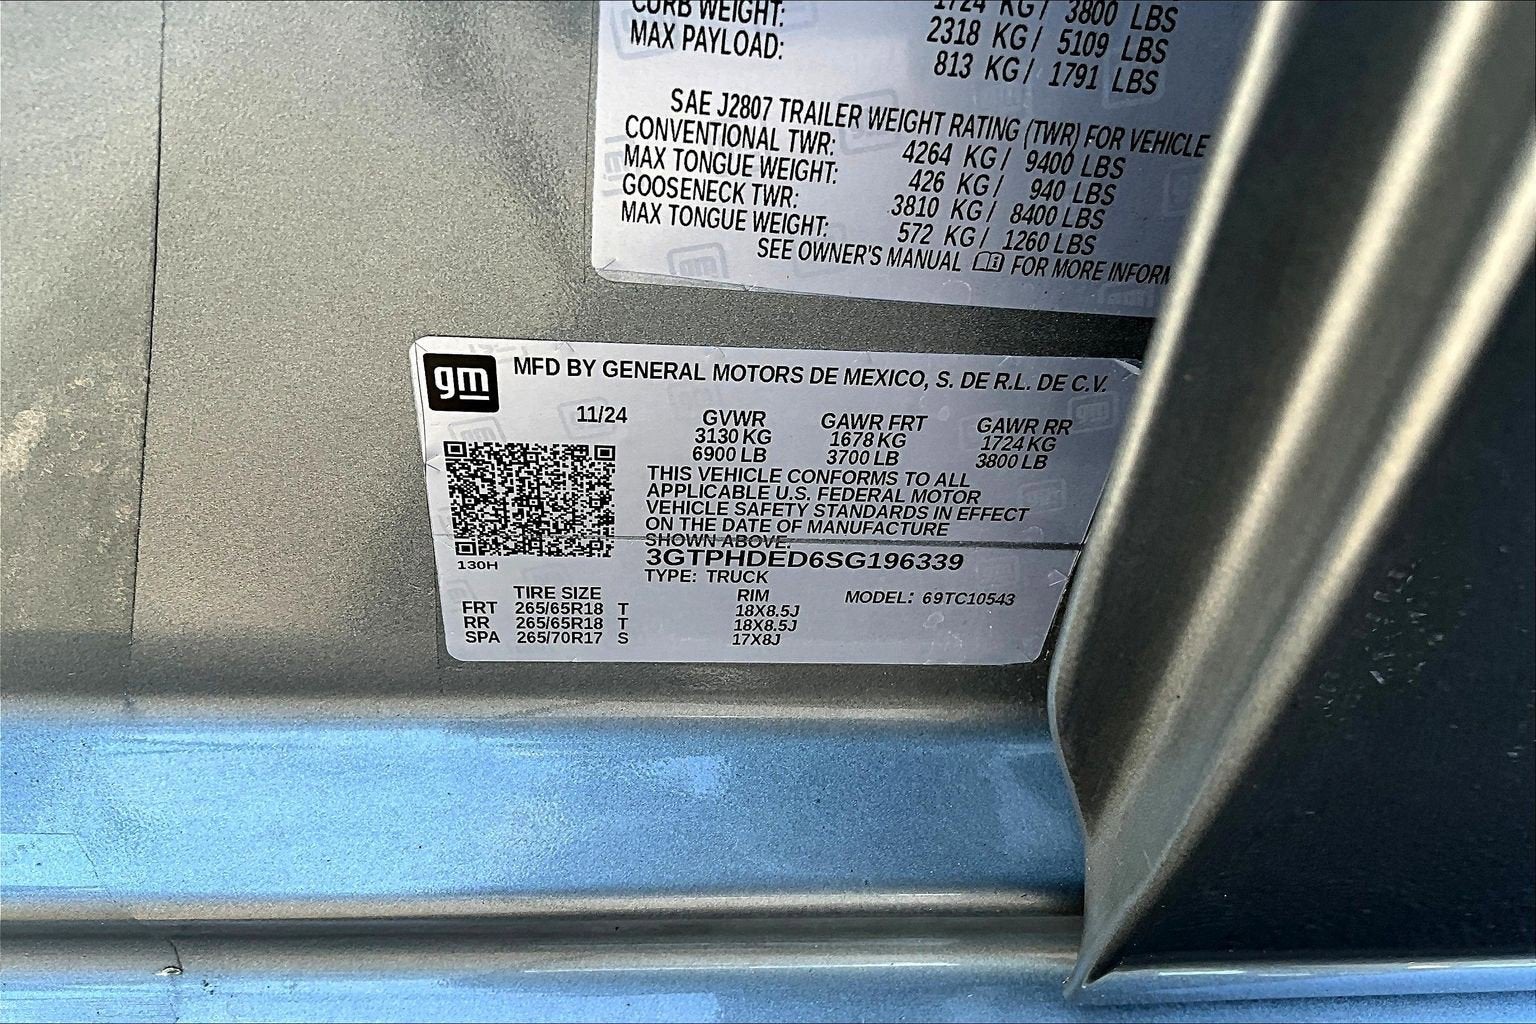 CURB WEIGHT: 1724 KG/ 3800 LBS
MAX PAYLOAD: 2318 KG/ 5109 LBS
813 KG/ 1791 LBS
SAE J2807 TRAILER WEIGHT RATING (TWR) FOR VEHICLE
CONVENTIONAL TWR: 4264 KG/ 9400 LBS
MAX TONGUE WEIGHT: 426 KG/ 940 LBS
GOOSENECK TWR: 3810 KG/ 8400 LBS
MAX TONGUE WEIGHT: 572 KG/ 1260 LBS
SEE OWNER'S MANUAL FOR MORE INFORM
gm MFD BY GENERAL MOTORS DE MEXICO, S. DE R.L. DE C.V.
11/24 GVWR GAWR FRT GAWR RR
3130 KG 1678 KG 1724 KG
6900 LB 3700 LB 3800 LB
THIS VEHICLE CONFORMS TO ALL
APPLICABLE U.S. FEDERAL MOTOR
VEHICLE SAFETY STANDARDS IN EFFECT
ON THE DATE OF MANUFACTURE
SHOWN ABOVE.
3GTPHDED6SG196339
130H
TYPE: TRUCK
TIRE SIZE RIM MODEL: 69TC10543
FRT 265/65R18 T 18X8.5J
RR 265/65R18 T 18X8.5J
SPA 265/70R17 S 17X8J